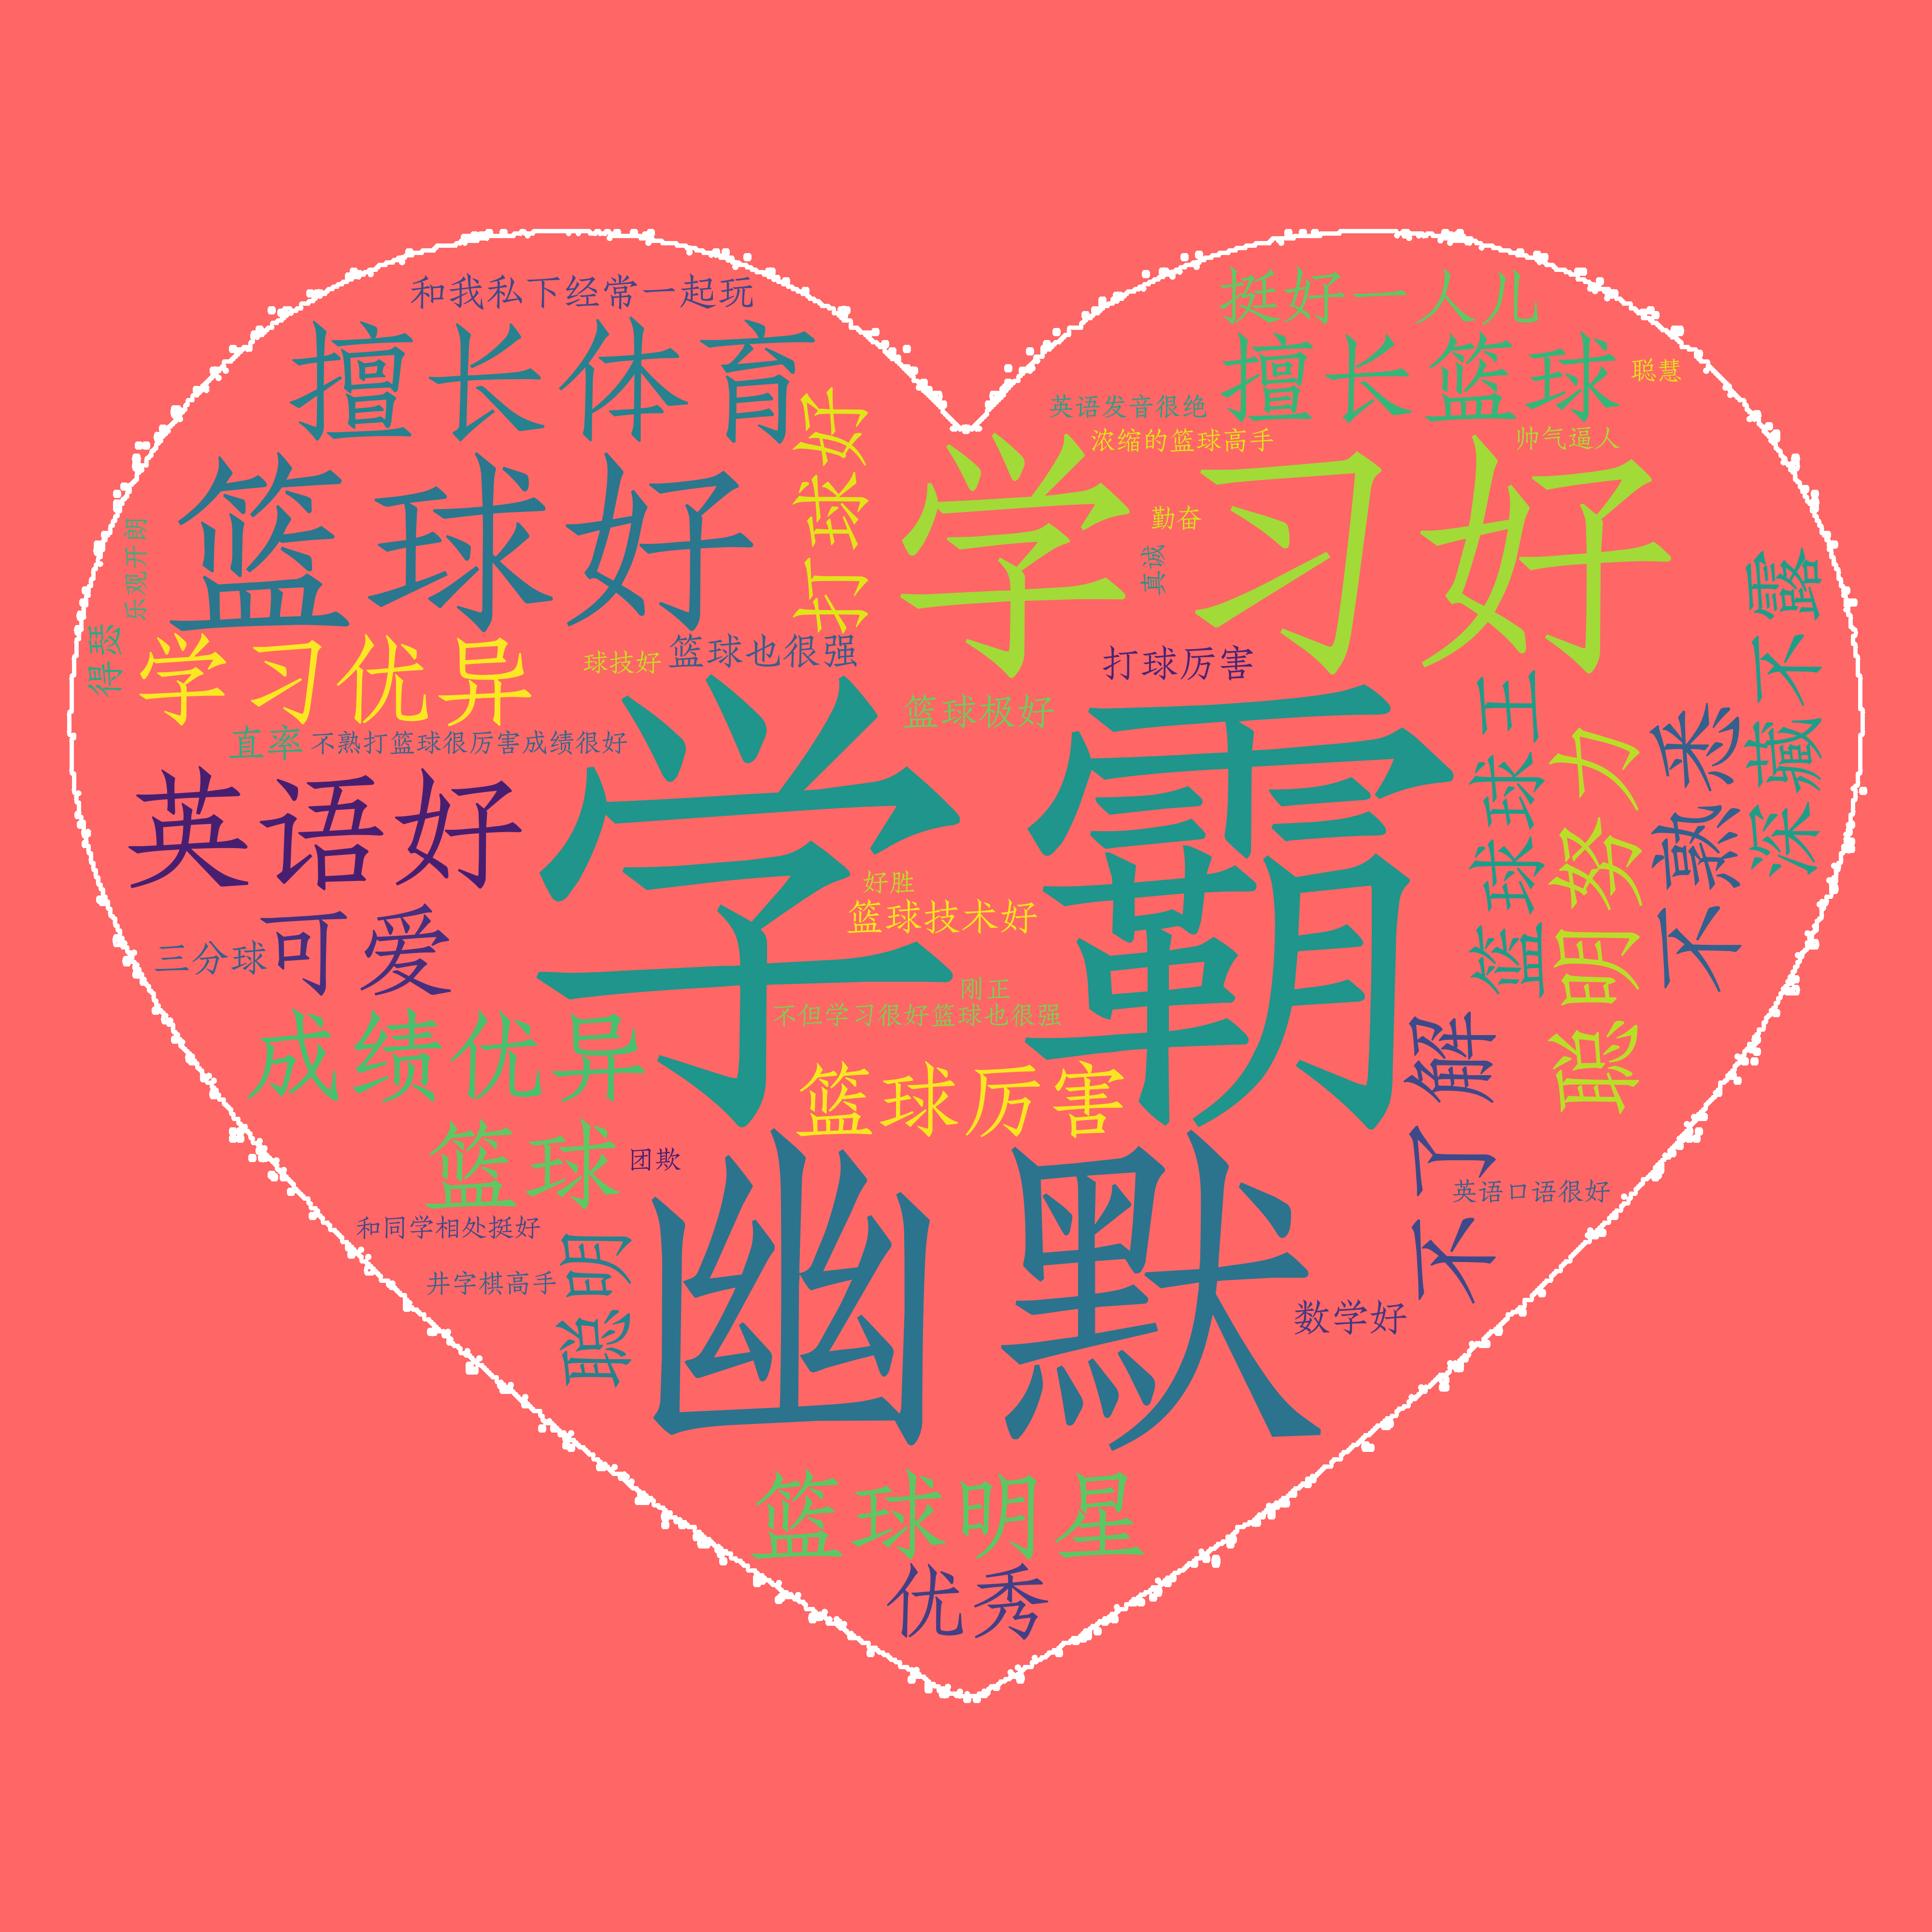 和我私下经常一起玩
挺好一人儿
擅长体育
擅长篮球
聪慧
打球好
英语发音很绝
浓缩的篮球高手
帅气逼人
篮球好
学习好
勤奋
真诚
乐观开朗
得瑟
学习优异
球技好
篮球也很强
打球厉害
深藏不露
直率
不熟打篮球很厉害成绩很好
篮球极好
学霸
篮球球王
聪明努力
不熟悉
英语好
好胜
篮球技术好
三分球
可爱
刚正
不但学习很好篮球也很强
成绩优异
篮球厉害
不了解
篮球
团欺
幽默
英语口语很好
和同学相处挺好
聪明
井字棋高手
数学好
篮球明星
优秀